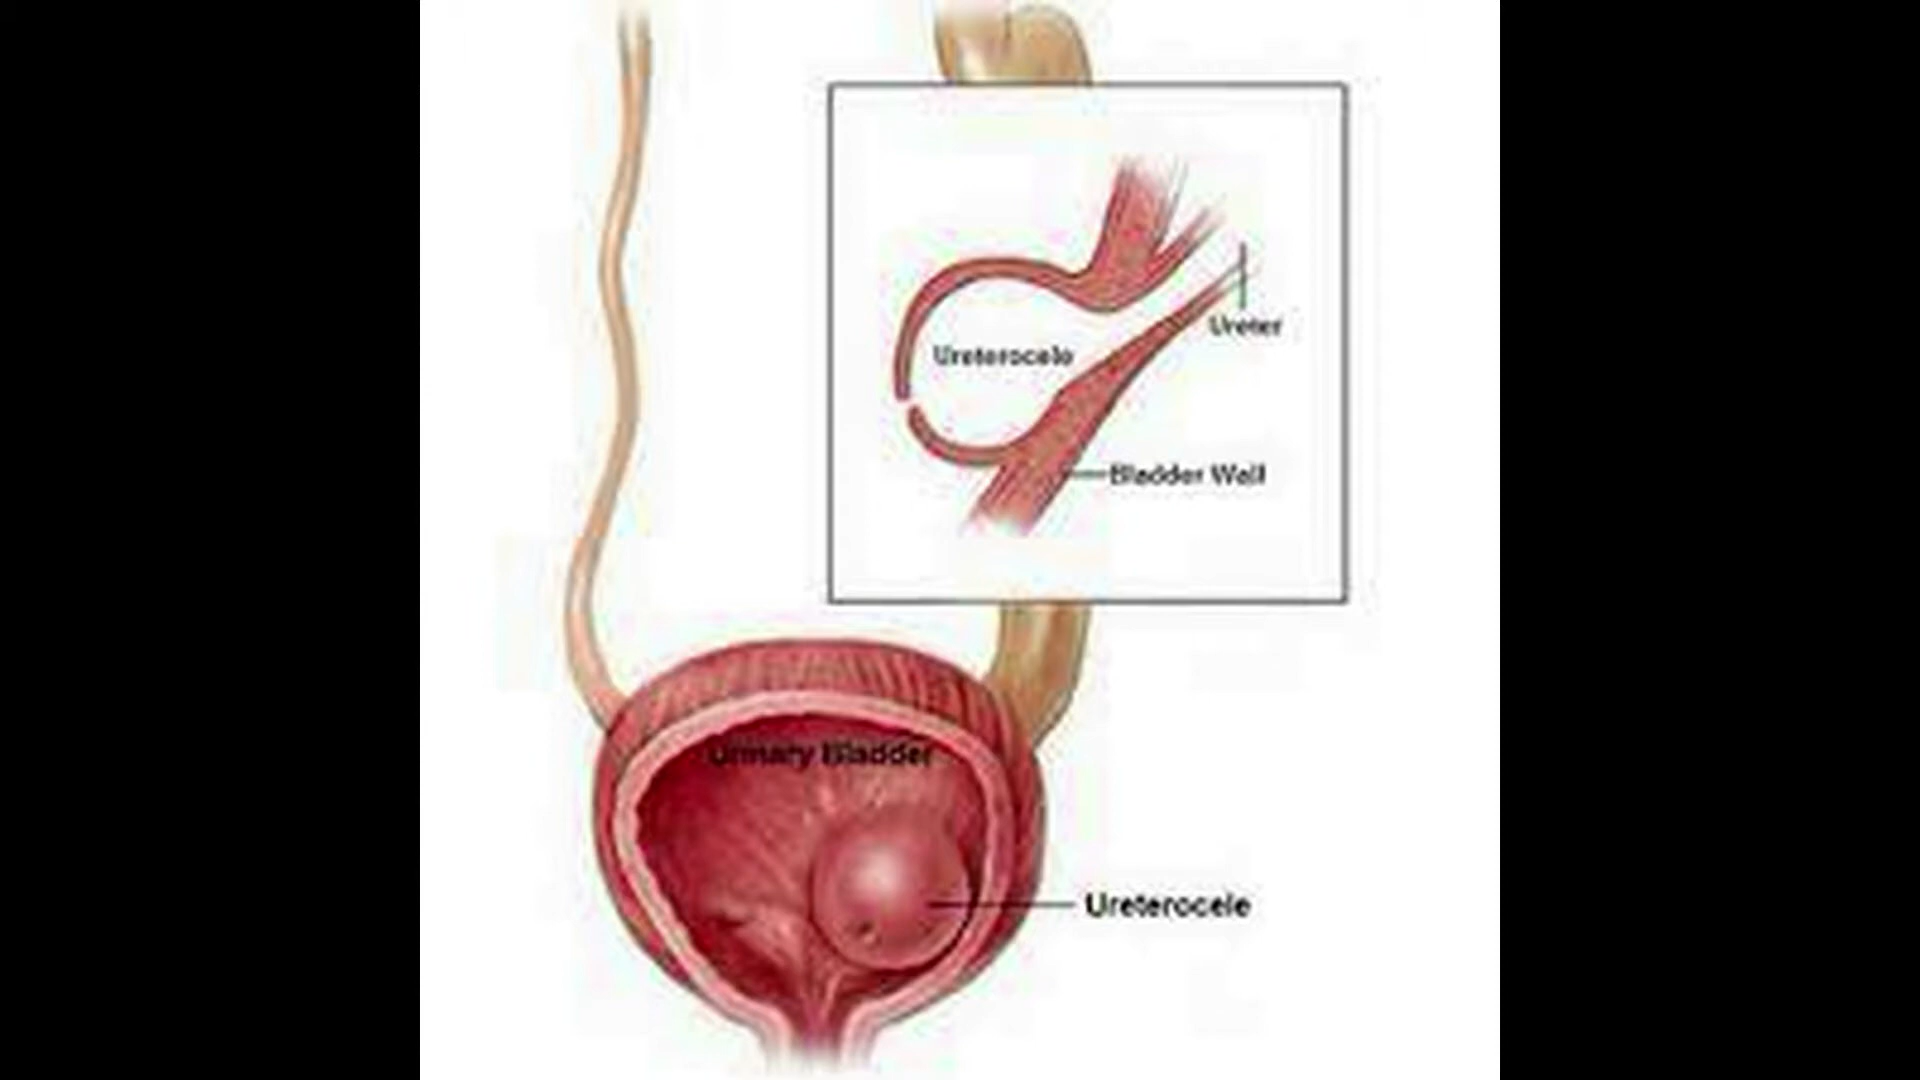 Ureter
Ureterocele
Bladder Wall
Urinary Bladder
Ureterocele